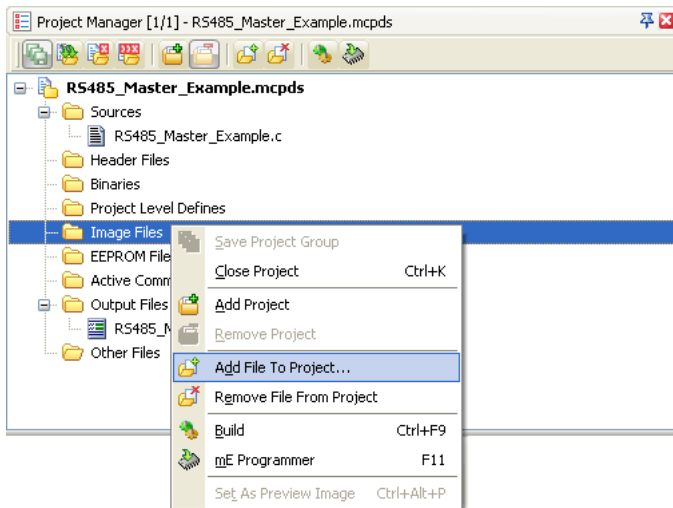 Project Manager [1/1] - RS485_Master_Example.mcpds
RS485_Master_Example.mcpds
Sources
RS485_Master_Example.c
Header Files
Binaries
Project Level Defines
Image Files
EEPROM File
Active Comm
Output Files
RS485_M
Other Files
Save Project Group
Close Project Ctrl+K
Add Project
Remove Project
Add File To Project...
Remove File From Project
Build Ctrl+F9
mE Programmer F11
Set As Preview Image Ctrl+Alt+P